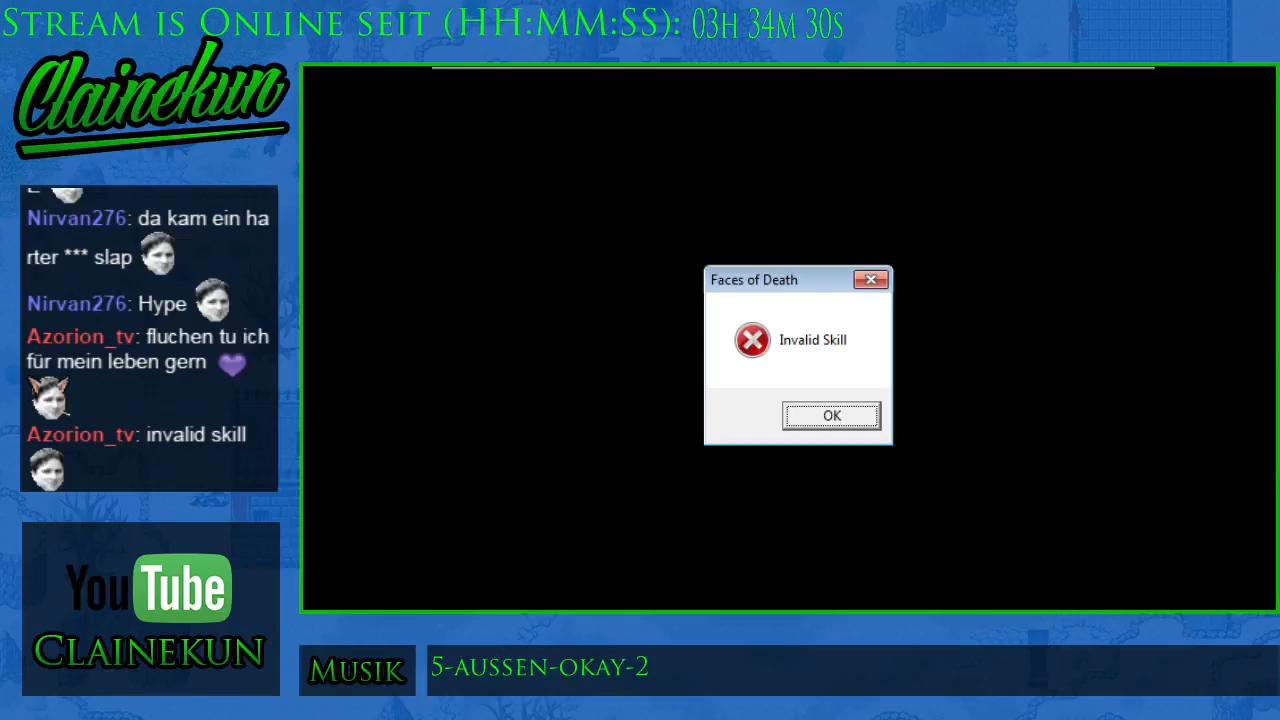 Stream is Online seit (HH:MM:SS): 03h 34m 30s
Clainekun
Nirvan276: da kam ein ha
rter *** slap
Nirvan276: Hype
Azorion_tv: fluchen tu ich
für mein leben gern
Azorion_tv: invalid skill
YouTube
Clainekun
Faces of Death
Invalid Skill
OK
Musik
5-aussen-okay-2